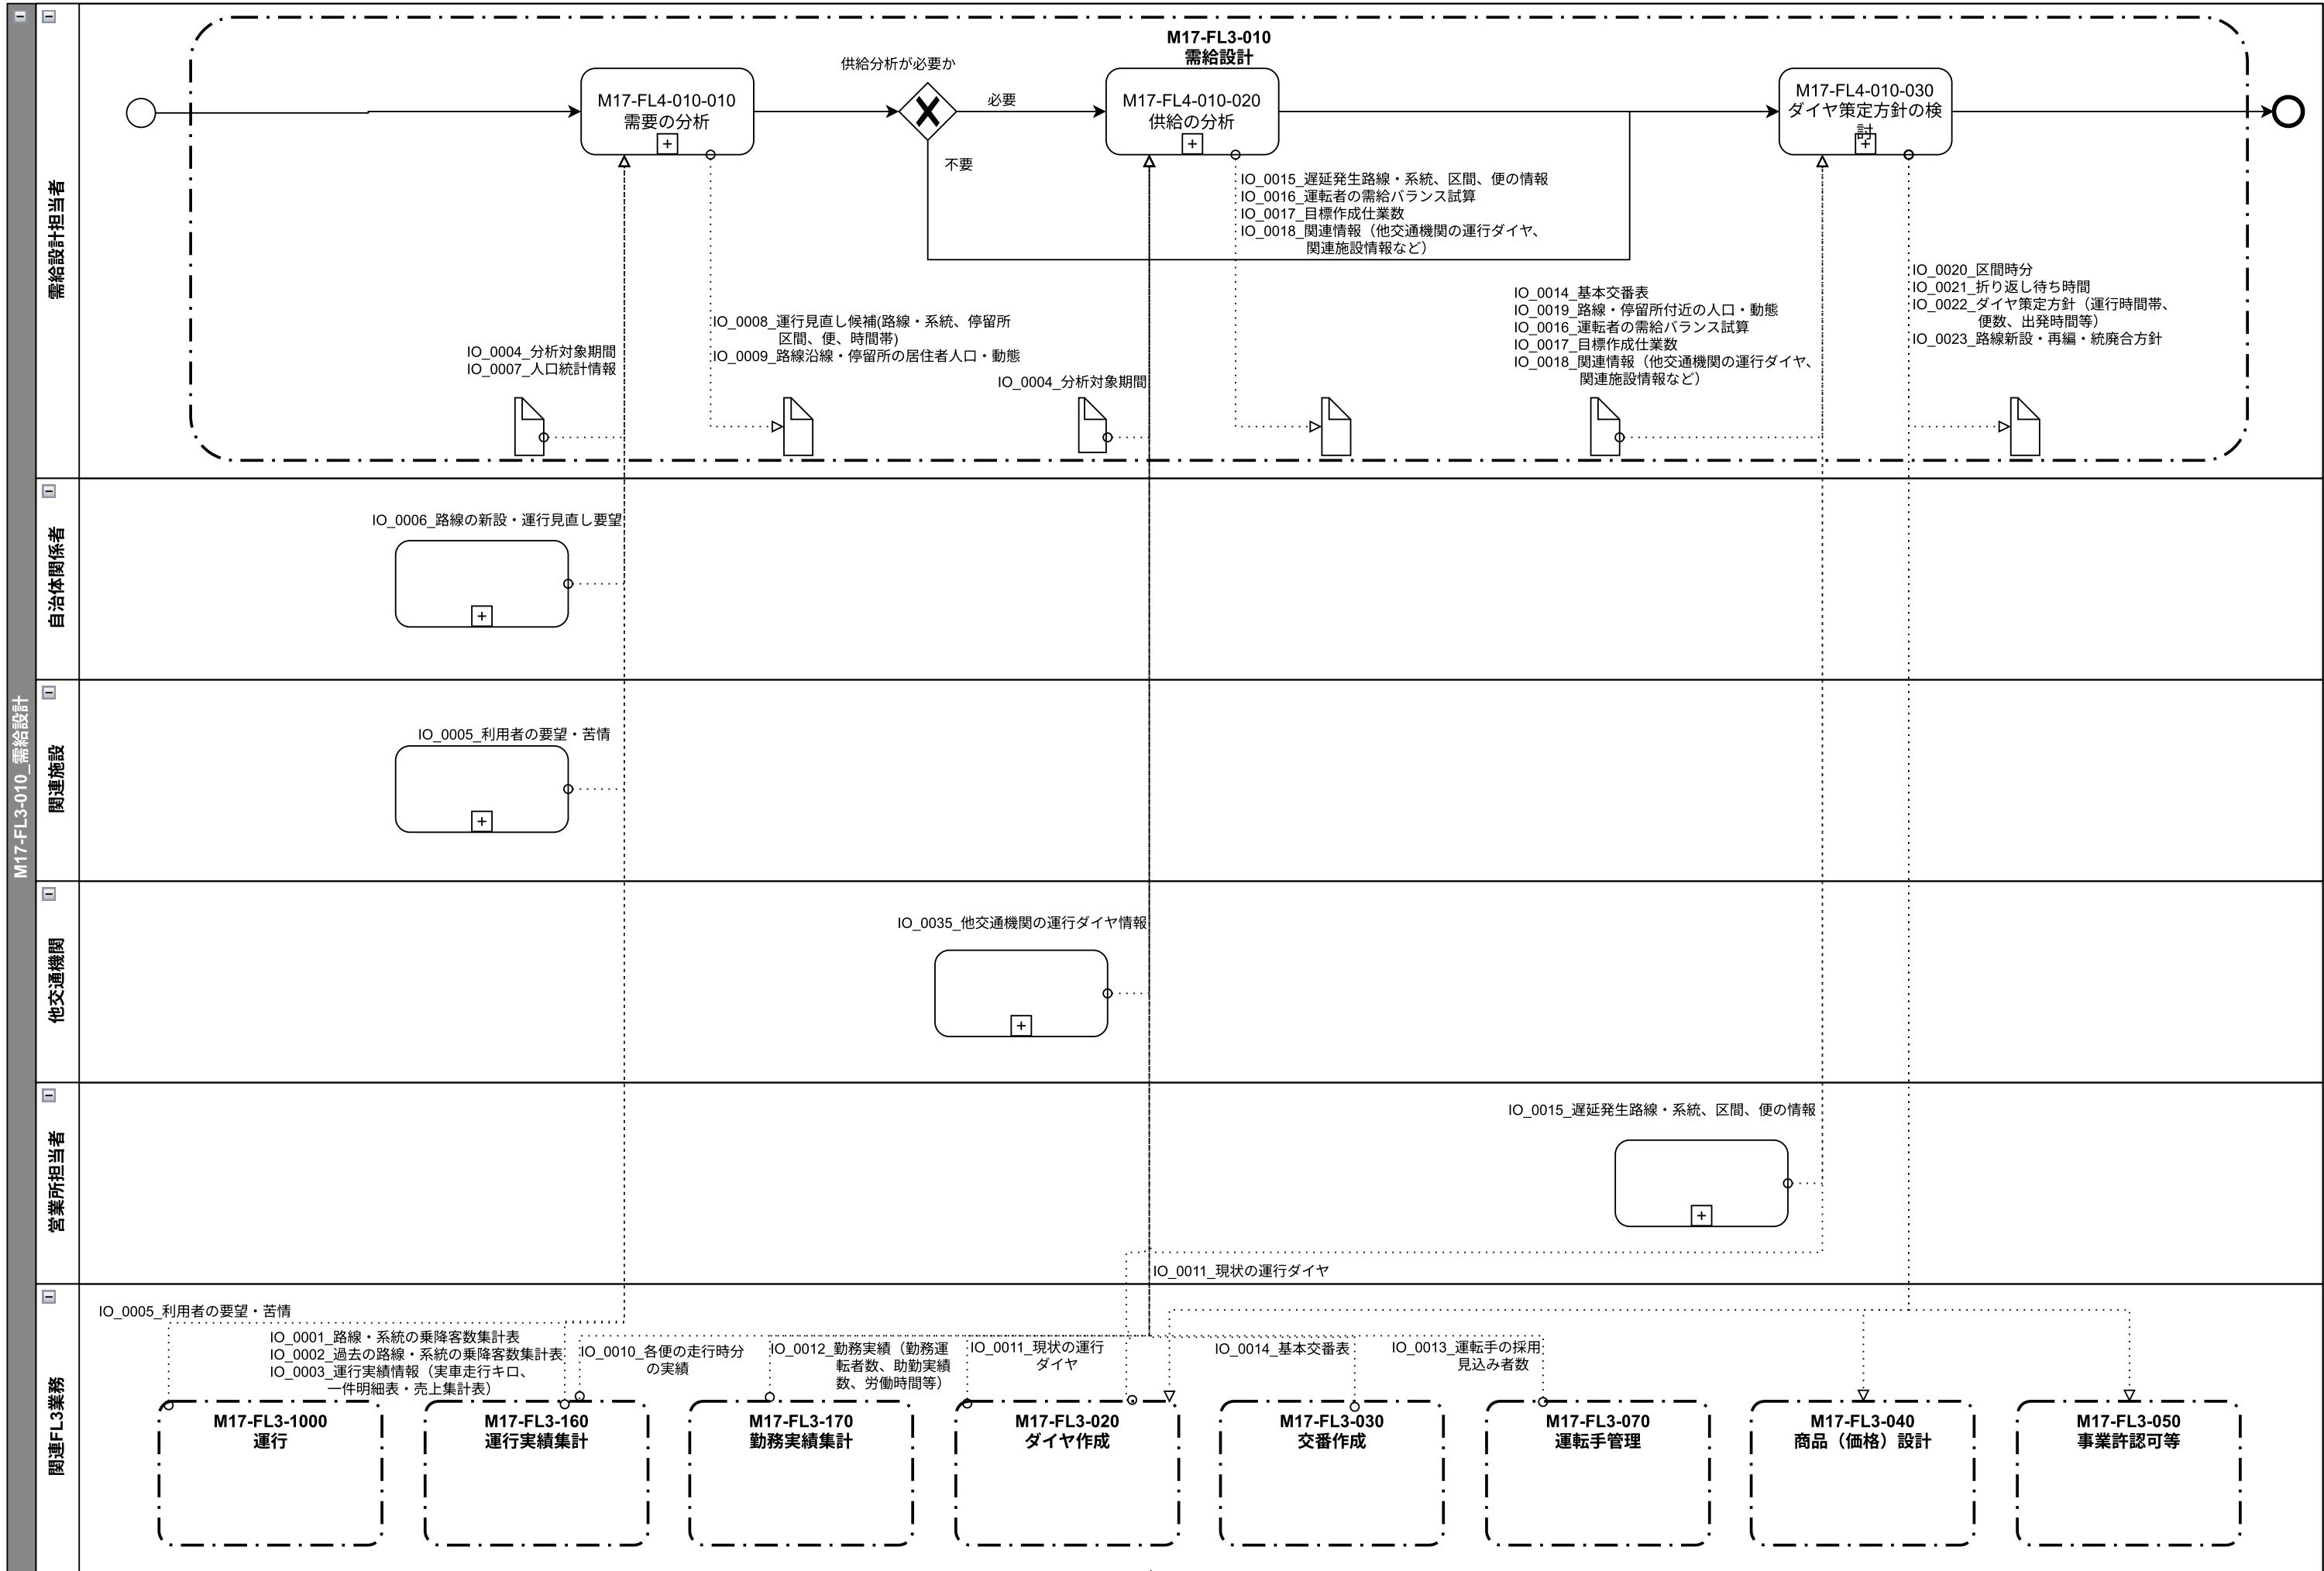 M17-FL3-010_需給設計
需給設計担当者
M17-FL3-010
需給設計
M17-FL4-010-010
需要の分析
供給分析が必要か
必要
不要
M17-FL4-010-020
供給の分析
M17-FL4-010-030
ダイヤ策定方針の検
討
IO_0015_遅延発生路線・系統、区間、便の情報
IO_0016_運転者の需給バランス試算
IO_0017_目標作成仕業数
IO_0018_関連情報（他交通機関の運行ダイヤ、
関連施設情報など）
IO_0004_分析対象期間
IO_0007_人口統計情報
IO_0008_運行見直し候補(路線・系統、停留所
区間、便、時間帯)
IO_0009_路線沿線・停留所の居住者人口・動態
IO_0004_分析対象期間
IO_0014_基本交番表
IO_0019_路線・停留所付近の人口・動態
IO_0016_運転者の需給バランス試算
IO_0017_目標作成仕業数
IO_0018_関連情報（他交通機関の運行ダイヤ、
関連施設情報など）
IO_0020_区間時分
IO_0021_折り返し待ち時間
IO_0022_ダイヤ策定方針（運行時間帯、
便数、出発時間等）
IO_0023_路線新設・再編・統廃合方針
自治体関係者
IO_0006_路線の新設・運行見直し要望
関連施設
IO_0005_利用者の要望・苦情
他交通機関
IO_0035_他交通機関の運行ダイヤ情報
営業所担当者
IO_0015_遅延発生路線・系統、区間、便の情報
IO_0011_現状の運行ダイヤ
関連FL3業務
IO_0005_利用者の要望・苦情
IO_0001_路線・系統の乗降客数集計表
IO_0002_過去の路線・系統の乗降客数集計表
IO_0003_運行実績情報（実車走行キロ、
一件明細表・売上集計表）
IO_0010_各便の走行時分
の実績
IO_0012_勤務実績（勤務運
転者数、助勤実績
数、労働時間等）
IO_0011_現状の運行
ダイヤ
IO_0014_基本交番表
IO_0013_運転手の採用
見込み者数
M17-FL3-1000
運行
M17-FL3-160
運行実績集計
M17-FL3-170
勤務実績集計
M17-FL3-020
ダイヤ作成
M17-FL3-030
交番作成
M17-FL3-070
運転手管理
M17-FL3-040
商品（価格）設計
M17-FL3-050
事業許認可等